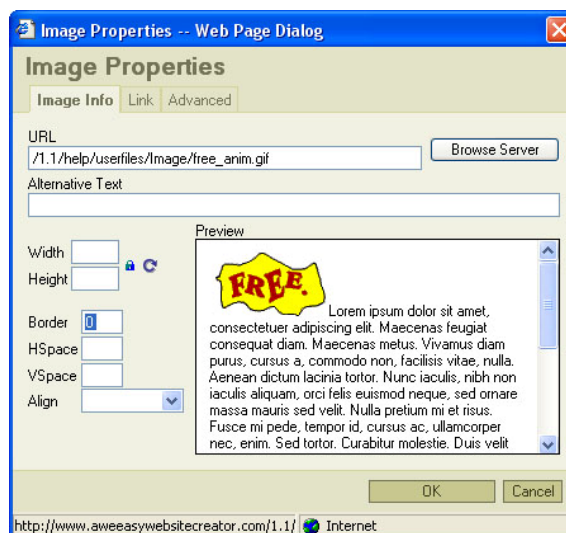 Image Properties -- Web Page Dialog
Image Properties
Image Info Link Advanced
URL
/1.1/help/userfiles/Image/free_anim.gif
Browse Server
Alternative Text
Width
Height
Border 0
HSpace
VSpace
Align
Preview
FREE.
Lorem ipsum dolor sit amet,
consectetuer adipiscing elit. Maecenas feugiat
consequat diam. Maecenas metus. Vivamus diam
purus, cursus a, commodo non, facilisis vitae, nulla.
Aenean dictum lacinia tortor. Nunc iaculis, nibh non
iaculis aliquam, orci felis euismod neque, sed ornare
massa mauris sed velit. Nulla pretium mi et risus.
Fusce mi pede, tempor id, cursus ac, ullamcorper
nec, enim. Sed tortor. Curabitur molestie. Duis velit
OK Cancel
http://www.aweeasywebsitecreator.com/1.1/ Internet